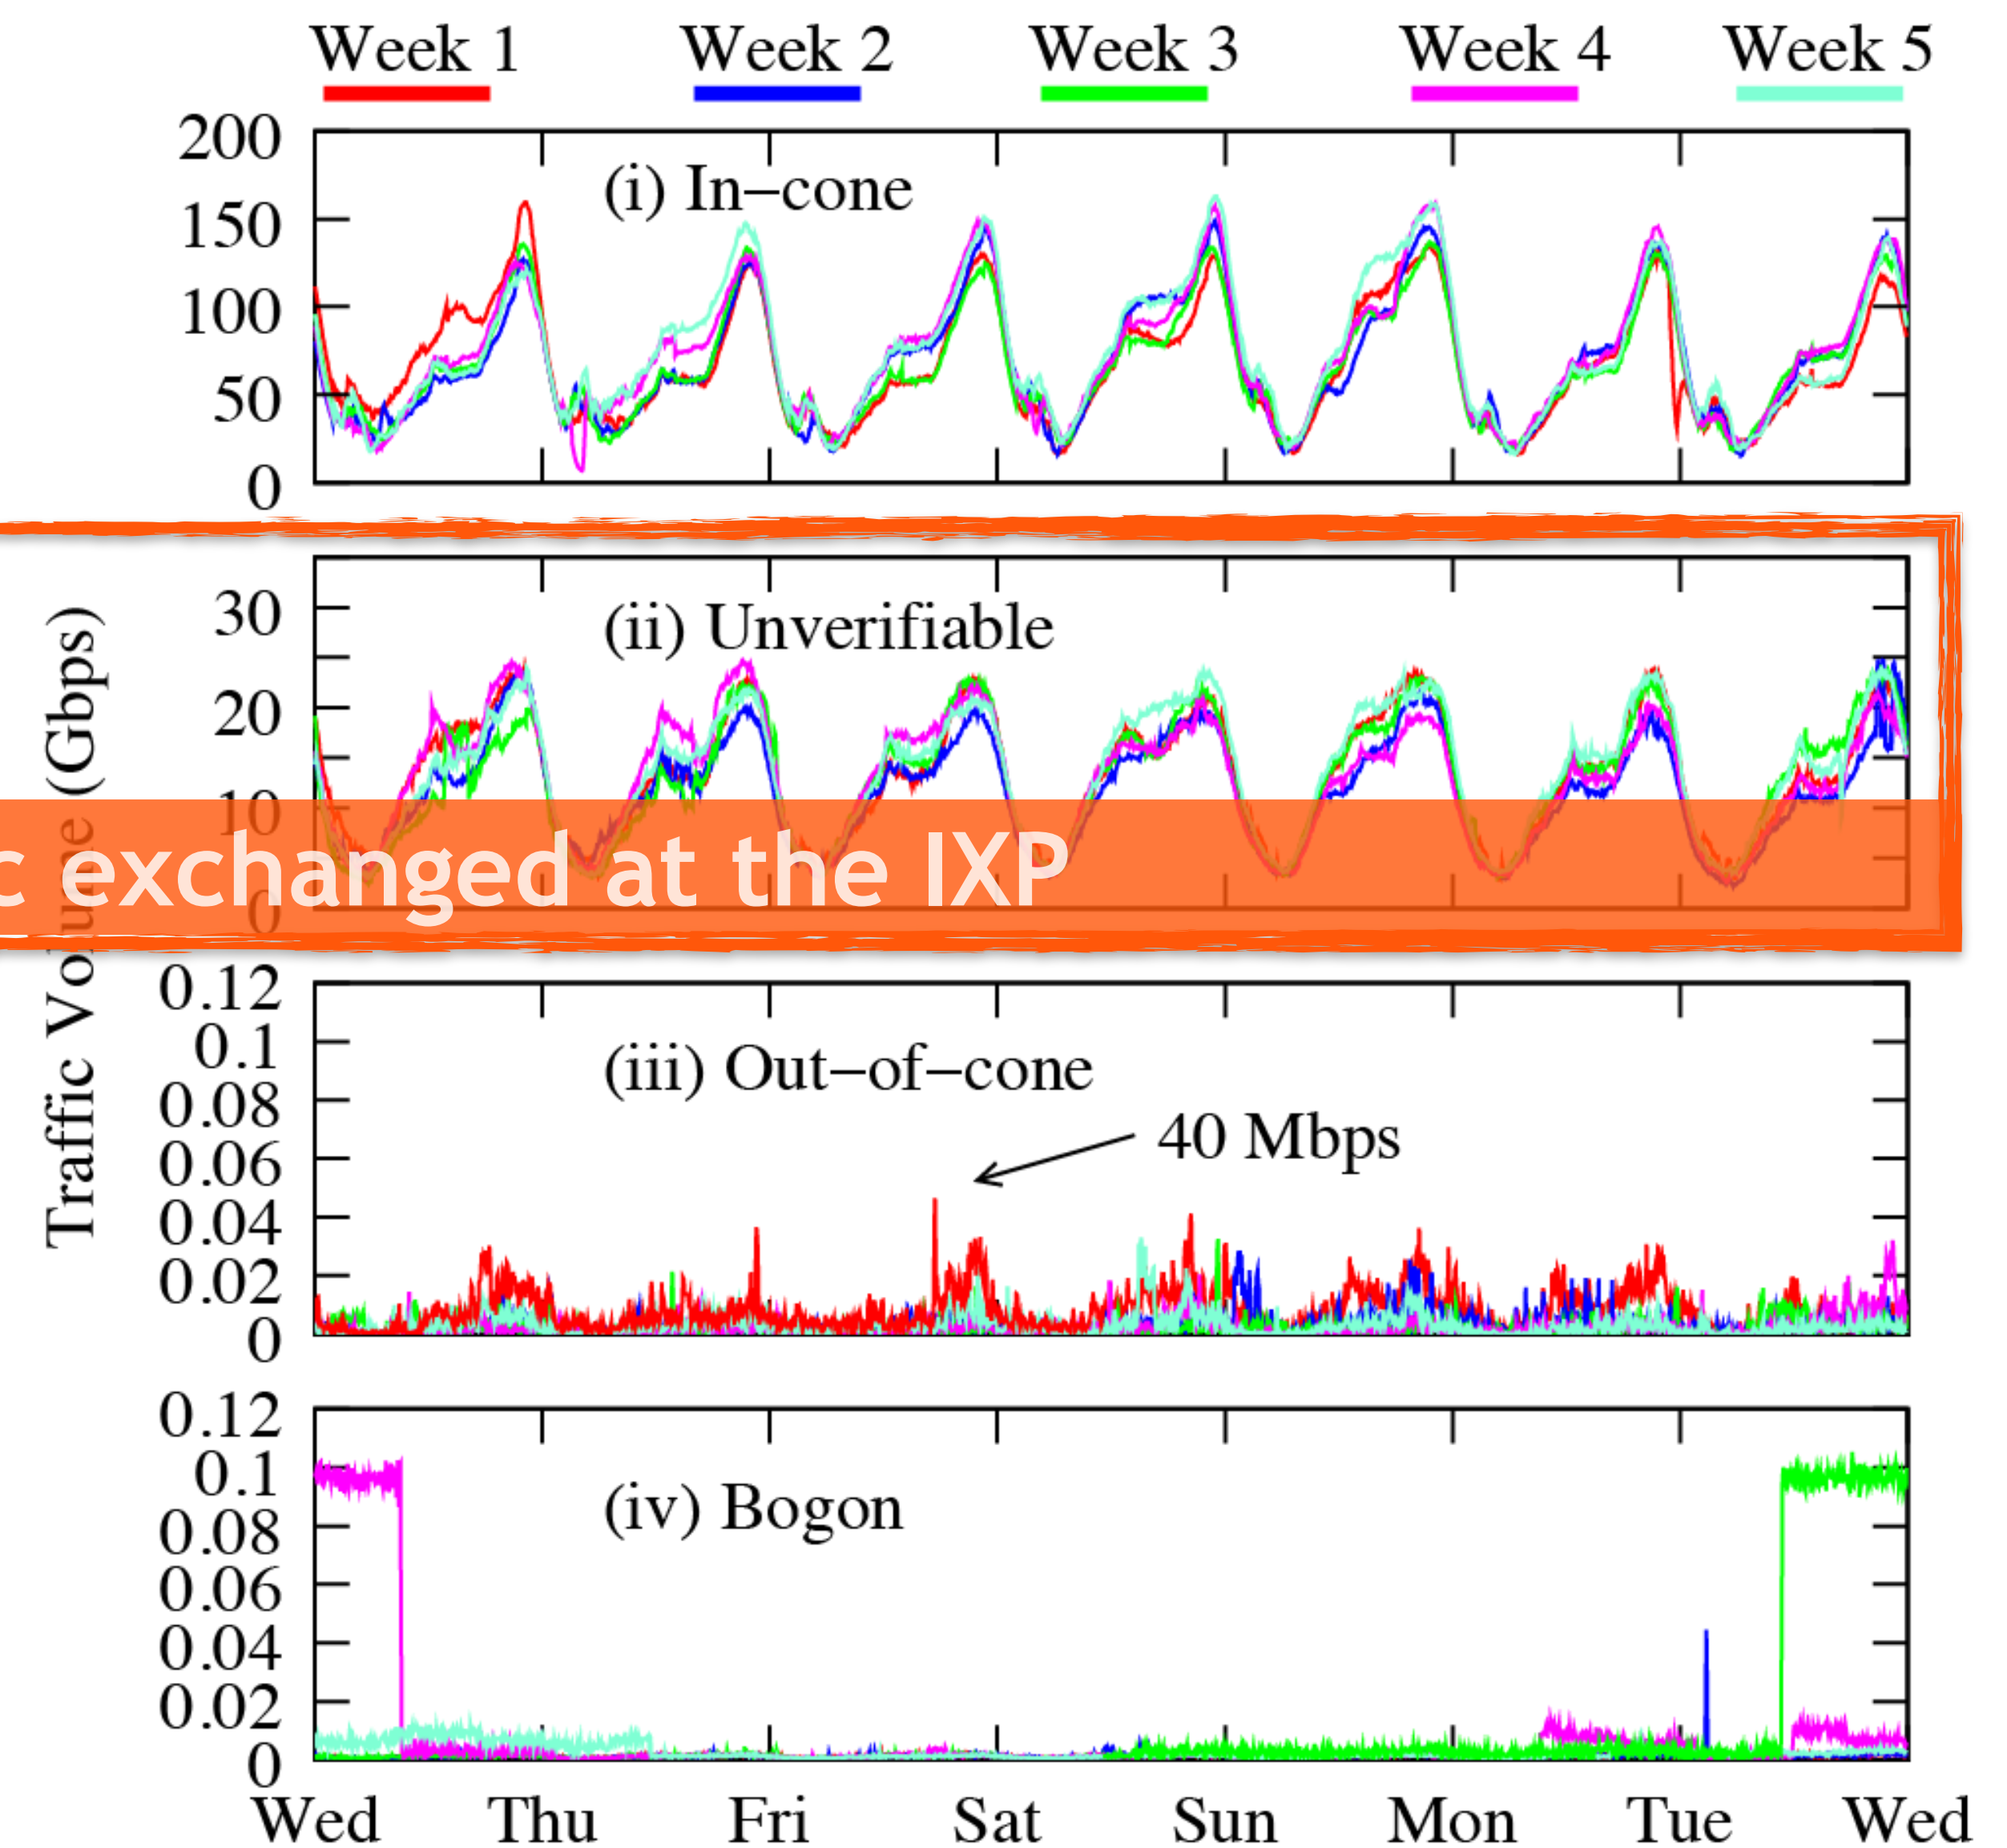 Week 1 Week 2 Week 3 Week 4 Week 5
200
150
100
50
0
(i) In−cone
Traffic Volume (Gbps)
30
20
10
0
(ii) Unverifiable
c exchanged at the IXP
0.12
0.1
0.08
0.06
0.04
0.02
0
(iii) Out−of−cone
40 Mbps
0.12
0.1
0.08
0.06
0.04
0.02
0
(iv) Bogon
Wed Thu Fri Sat Sun Mon Tue Wed